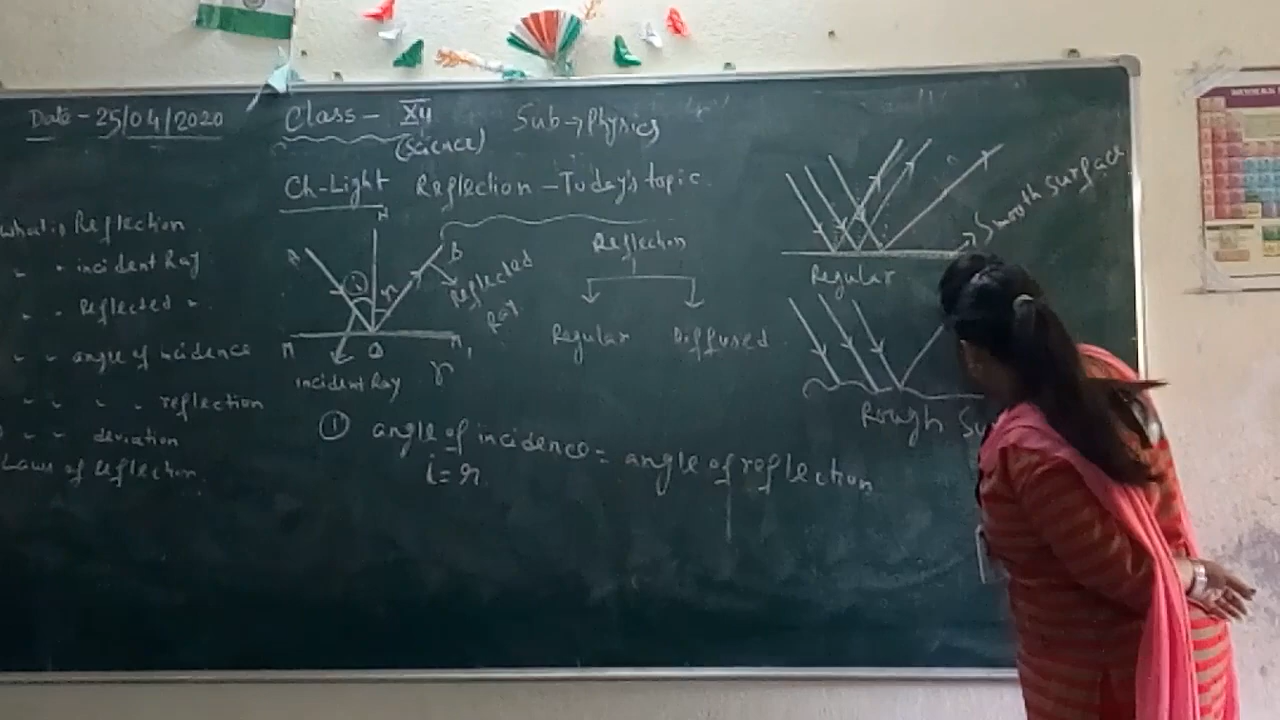 Date - 25/04/2020
Class - XII
(Science)
Sub → Physics
Ch-Light Reflection - Today's topic.
what is Reflection.
" " incident Ray
" " Reflected "
" " angle of incidence
" " " " reflection
" " deviation
Laws of Reflection.
N
A
B
i
r
Reflected
Ray
M
O
M,
incident Ray
r
Reflection
Regular
Diffused
Smooth Surface
Regular
Rough Su
① angle of incidence = angle of reflection
i = r